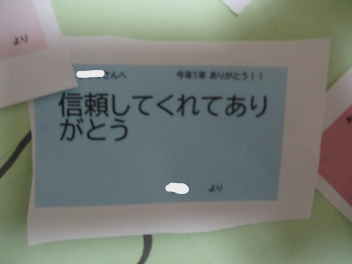 より
さんへ 今年1年 ありがとう！！
信頼してくれてあり
がとう
より